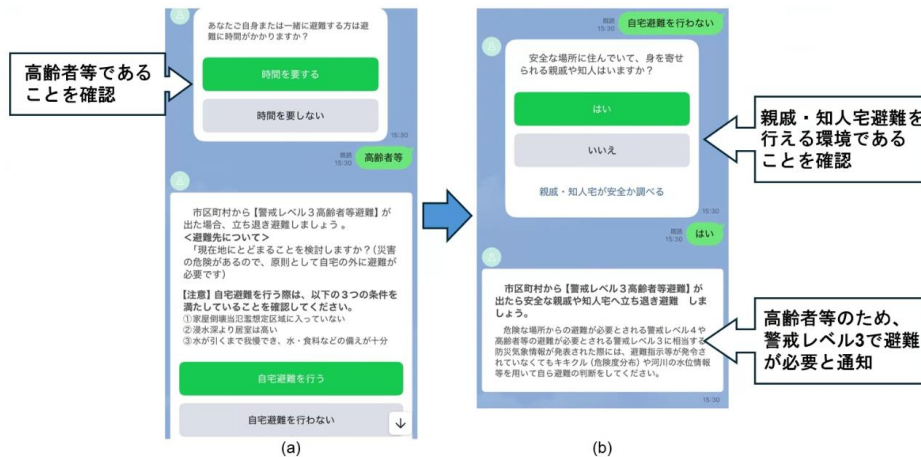 高齢者等である
ことを確認
あなたご自身または一緒に避難する方は避
難に時間がかかりますか？
時間を要する
時間を要しない
15:30
既読
15:30
高齢者等
市区町村から【警戒レベル３高齢者等避難】が
出た場合、立ち退き避難しましょう。
＜避難先について＞
「現在地にとどまることを検討しますか？（災害
の危険があるので、原則として自宅の外に避難が
必要です）
【注意】自宅避難を行う際は、以下の３つの条件を
満たしていることを確認してください。
①家屋倒壊当氾濫想定区域に入っていない
②浸水深より居室は高い
③水が引くまで我慢でき、水・食料などの備えが十分
自宅避難を行う
自宅避難を行わない
(a)
既読
15:30
自宅避難を行わない
安全な場所に住んでいて、身を寄せ
られる親戚や知人はいますか？
はい
いいえ
親戚・知人宅が安全か調べる
15:30
既読
15:30
はい
市区町村から【警戒レベル３高齢者等避難】が
出たら安全な親戚や知人宅へ立ち退き避難　しま
しょう。
危険な場所からの避難が必要とされる警戒レベル４や
高齢者等の避難が必要とされる警戒レベル３に相当する
防災気象情報が発表された際には、避難指示等が発令さ
れていなくてもキキクル（危険度分布）や河川の水位情報
等を用いて自ら避難の判断をしてください。
15:30
(b)
親戚・知人宅避難を
行える環境である
ことを確認
高齢者等のため、
警戒レベル3で避難
が必要と通知